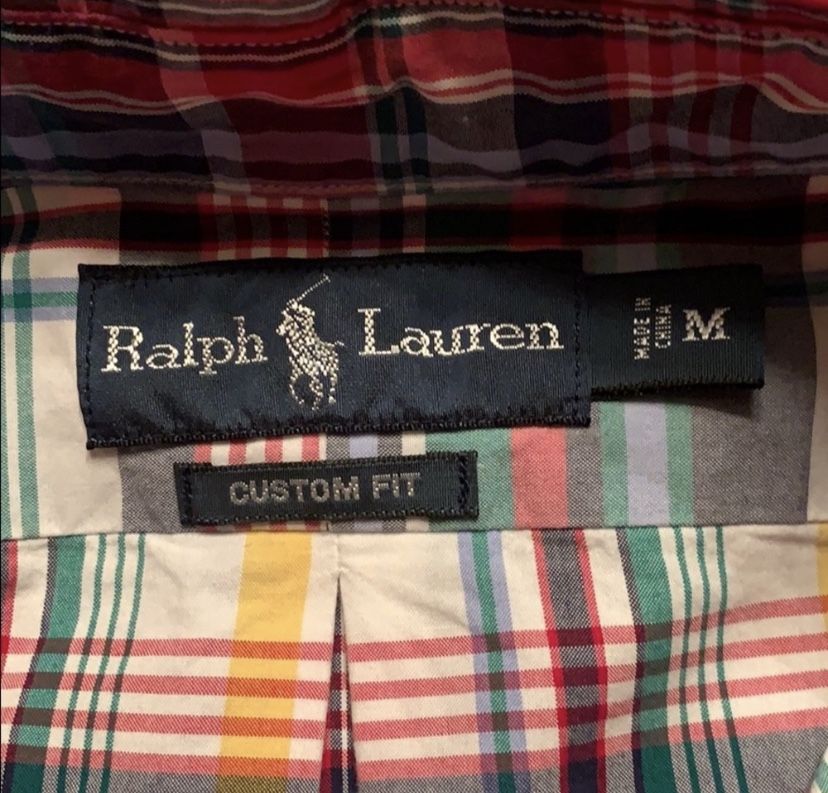 Ralph Lauren
MADE IN
CHINA
M
CUSTOM FIT